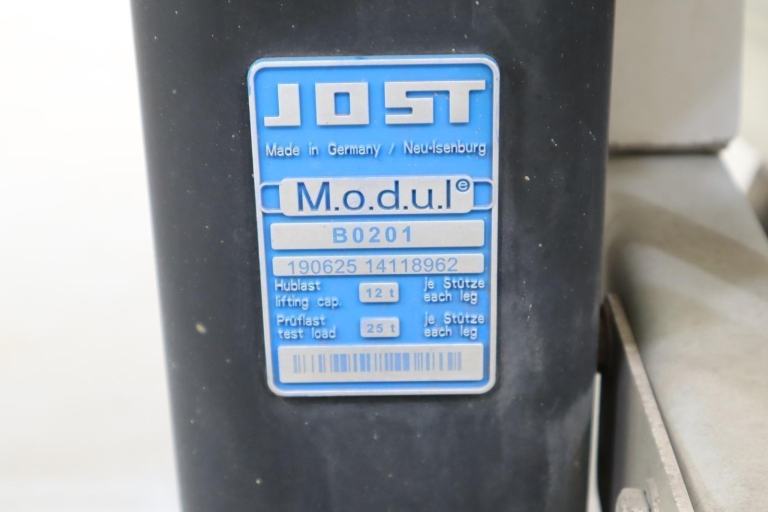 JOST
Made in Germany / Neu-Isenburg
M.o.d.u.l e
B0201
190625 14118962
Hublast 12 t je Stütze
lifting cap. each leg
Prüflast 25 t je Stütze
test load each leg